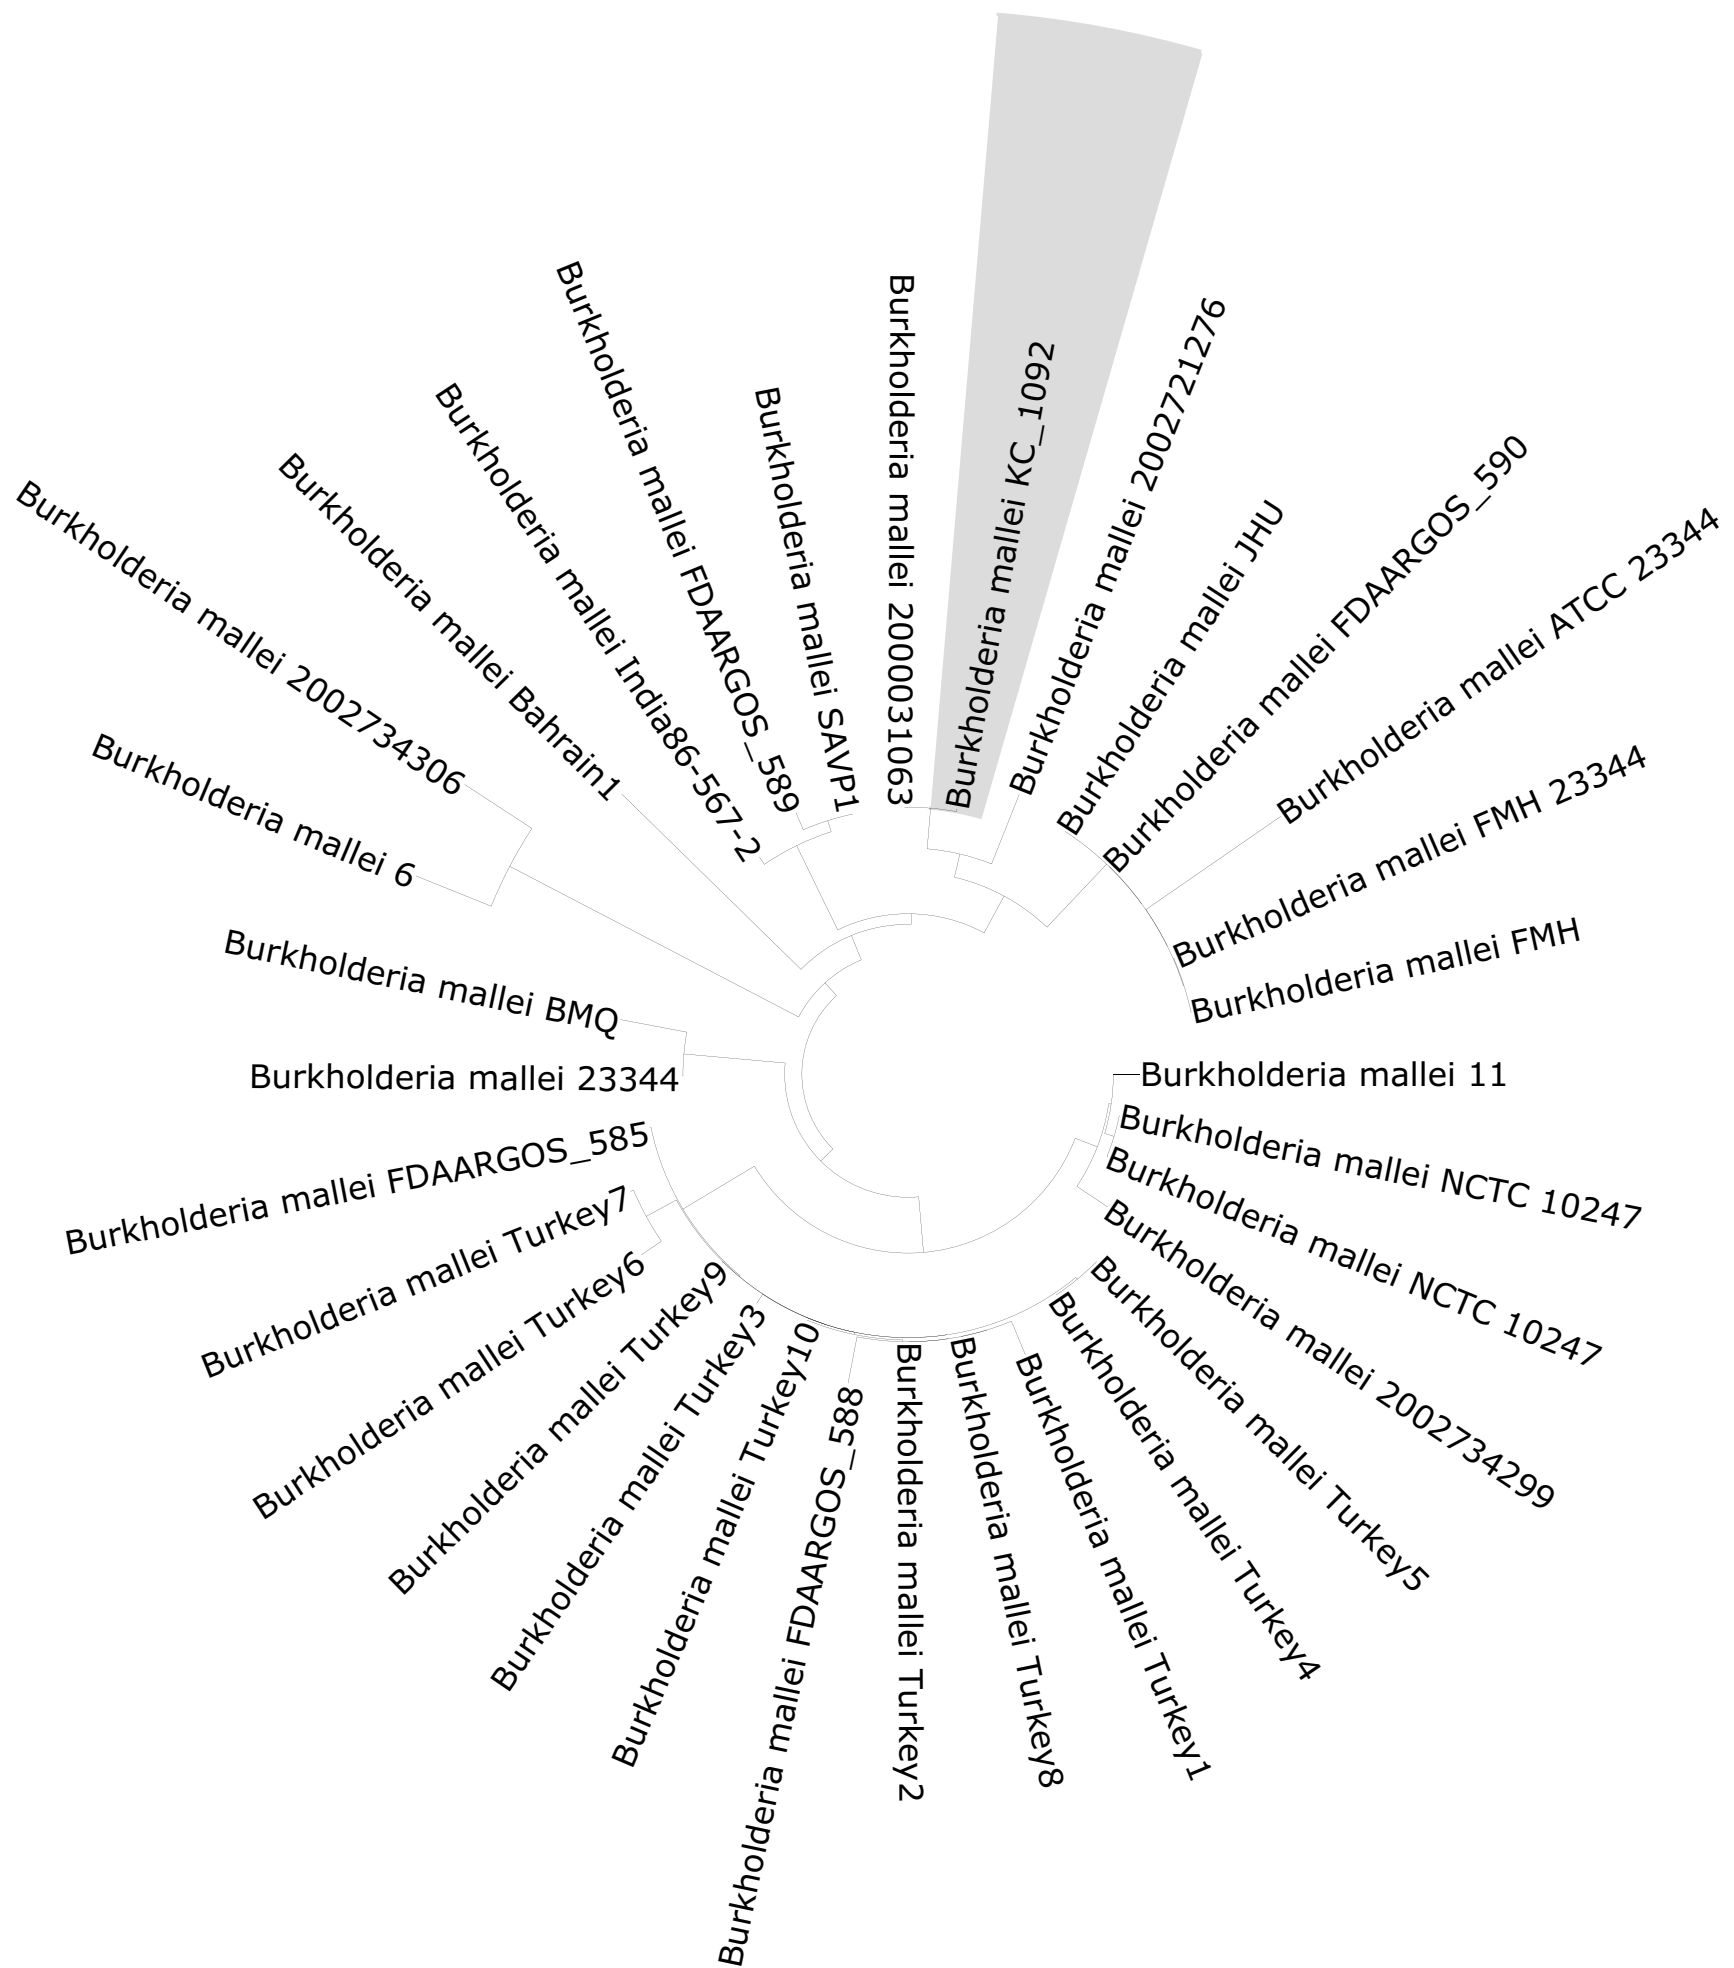 Burkholderia mallei 2000031063
Burkholderia mallei KC_1092
Burkholderia mallei 2002721276
Burkholderia mallei JHU
Burkholderia mallei FDAARGOS_590
Burkholderia mallei ATCC 23344
Burkholderia mallei FMH 23344
Burkholderia mallei FMH
Burkholderia mallei 11
Burkholderia mallei NCTC 10247
Burkholderia mallei NCTC 10247
Burkholderia mallei 2002734299
Burkholderia mallei Turkey5
Burkholderia mallei Turkey4
Burkholderia mallei Turkey1
Burkholderia mallei Turkey8
Burkholderia mallei Turkey2
Burkholderia mallei FDAARGOS_588
Burkholderia mallei Turkey10
Burkholderia mallei Turkey3
Burkholderia mallei Turkey9
Burkholderia mallei Turkey6
Burkholderia mallei Turkey7
Burkholderia mallei FDAARGOS_585
Burkholderia mallei 23344
Burkholderia mallei BMQ
Burkholderia mallei 6
Burkholderia mallei 2002734306
Burkholderia mallei Bahrain1
Burkholderia mallei India86-567-2
Burkholderia mallei FDAARGOS_589
Burkholderia mallei SAVP1